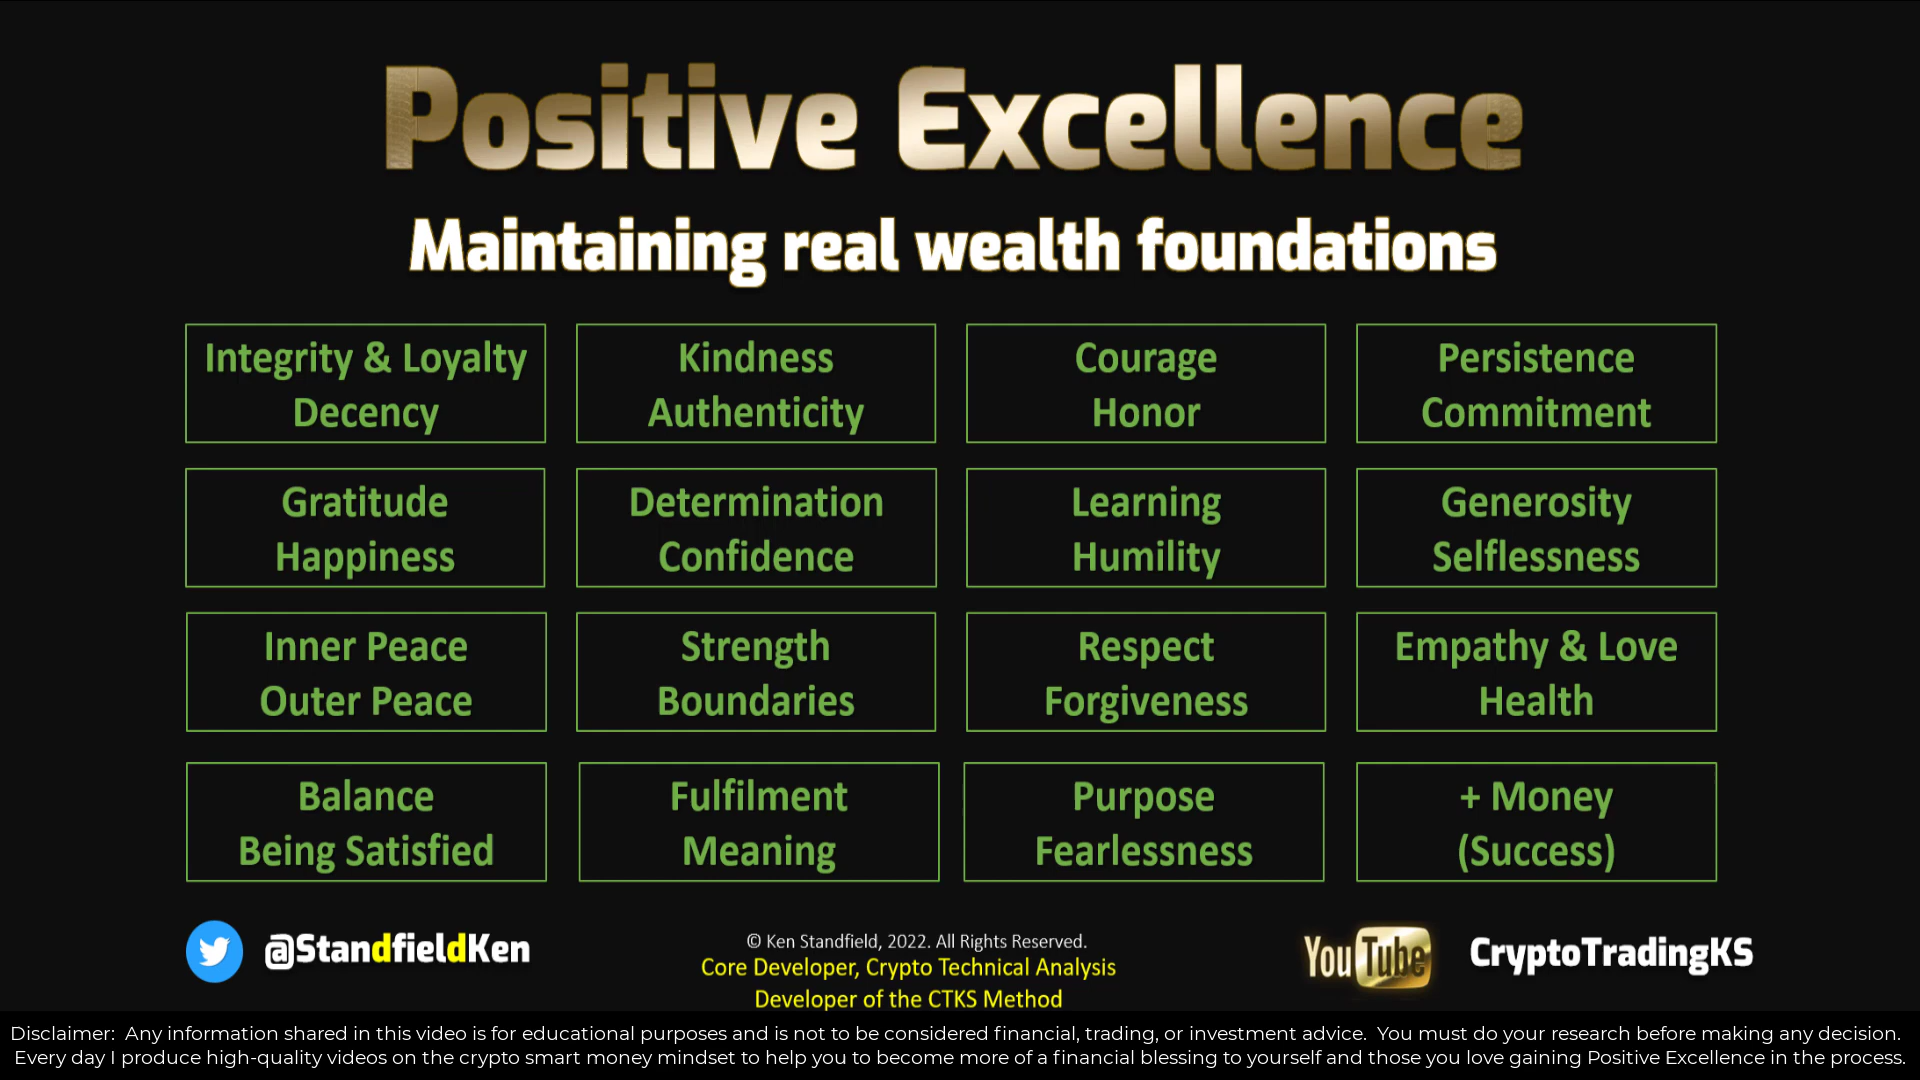 Positive Excellence
Maintaining real wealth foundations
Integrity & Loyalty
Decency
Kindness
Authenticity
Courage
Honor
Persistence
Commitment
Gratitude
Happiness
Determination
Confidence
Learning
Humility
Generosity
Selflessness
Inner Peace
Outer Peace
Strength
Boundaries
Respect
Forgiveness
Empathy & Love
Health
Balance
Being Satisfied
Fulfilment
Meaning
Purpose
Fearlessness
+ Money
(Success)
@StandfieldKen
© Ken Standfield, 2022. All Rights Reserved.
Core Developer, Crypto Technical Analysis
Developer of the CTKS Method
YouTube
CryptoTradingKS
Disclaimer:  Any information shared in this video is for educational purposes and is not to be considered financial, trading, or investment advice.  You must do your research before making any decision.
Every day I produce high-quality videos on the crypto smart money mindset to help you to become more of a financial blessing to yourself and those you love gaining Positive Excellence in the process.